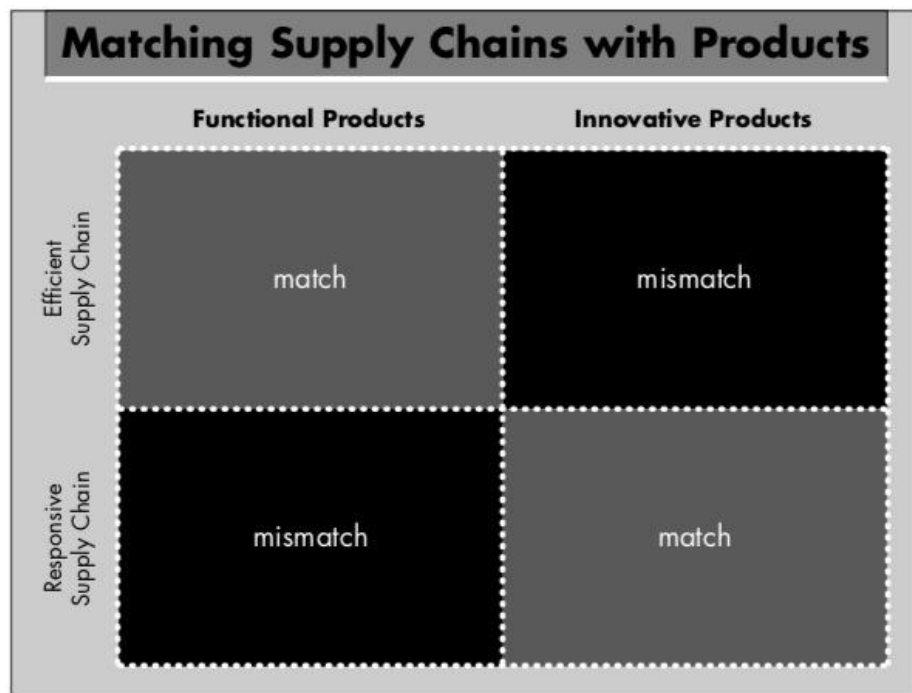 Matching Supply Chains with Products
Functional Products
Innovative Products
Efficient
Supply Chain
match
mismatch
Responsive
Supply Chain
mismatch
match